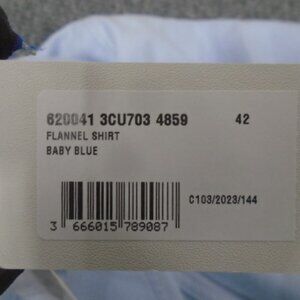 620041 3CU703 4859 42
FLANNEL SHIRT
BABY BLUE
C103/2023/144
3 666015 789087